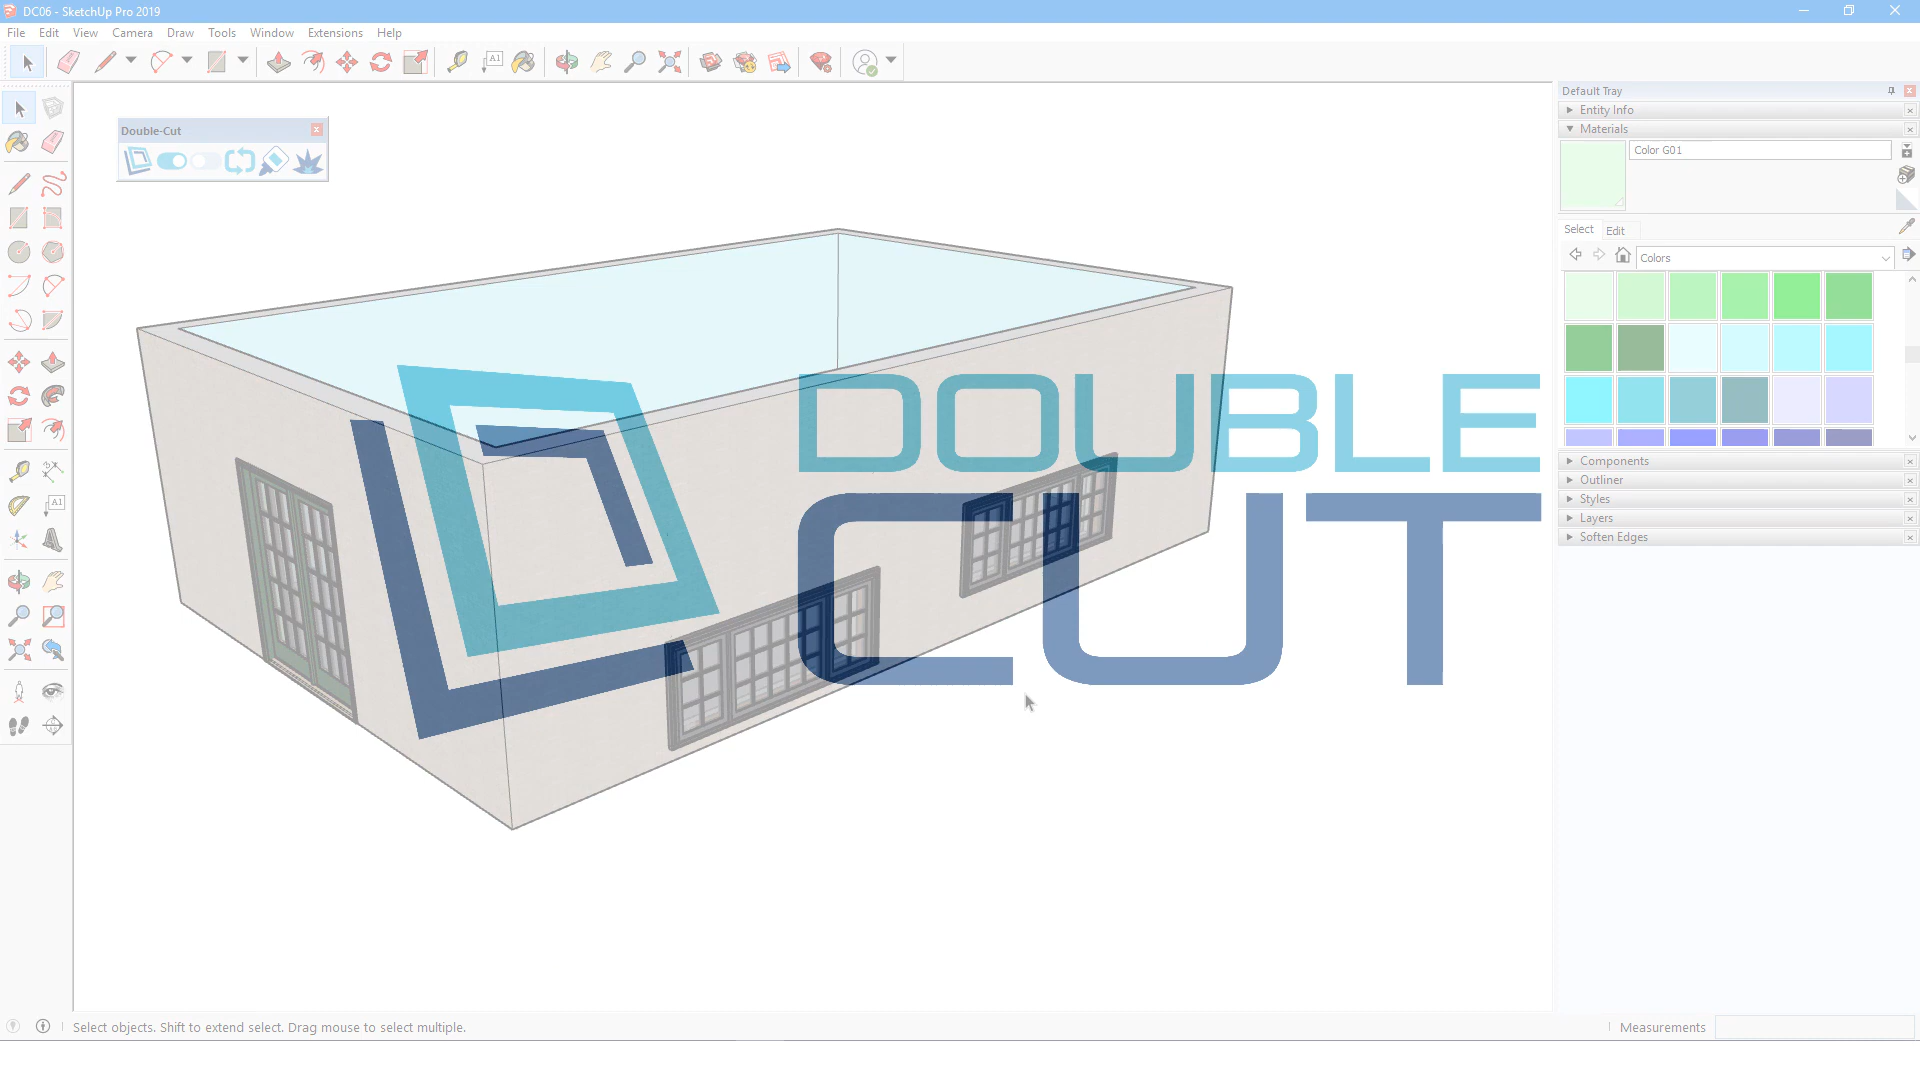 DC06 - SketchUp Pro 2019
File Edit View Camera Draw Tools Window Extensions Help
A1
Default Tray
Entity Info
Double-Cut
Materials
Color G01
Select Edit
Colors
DOUBLE
CUT
Components
Outliner
A1
Styles
Layers
Soften Edges
Select objects. Shift to extend select. Drag mouse to select multiple.
Measurements